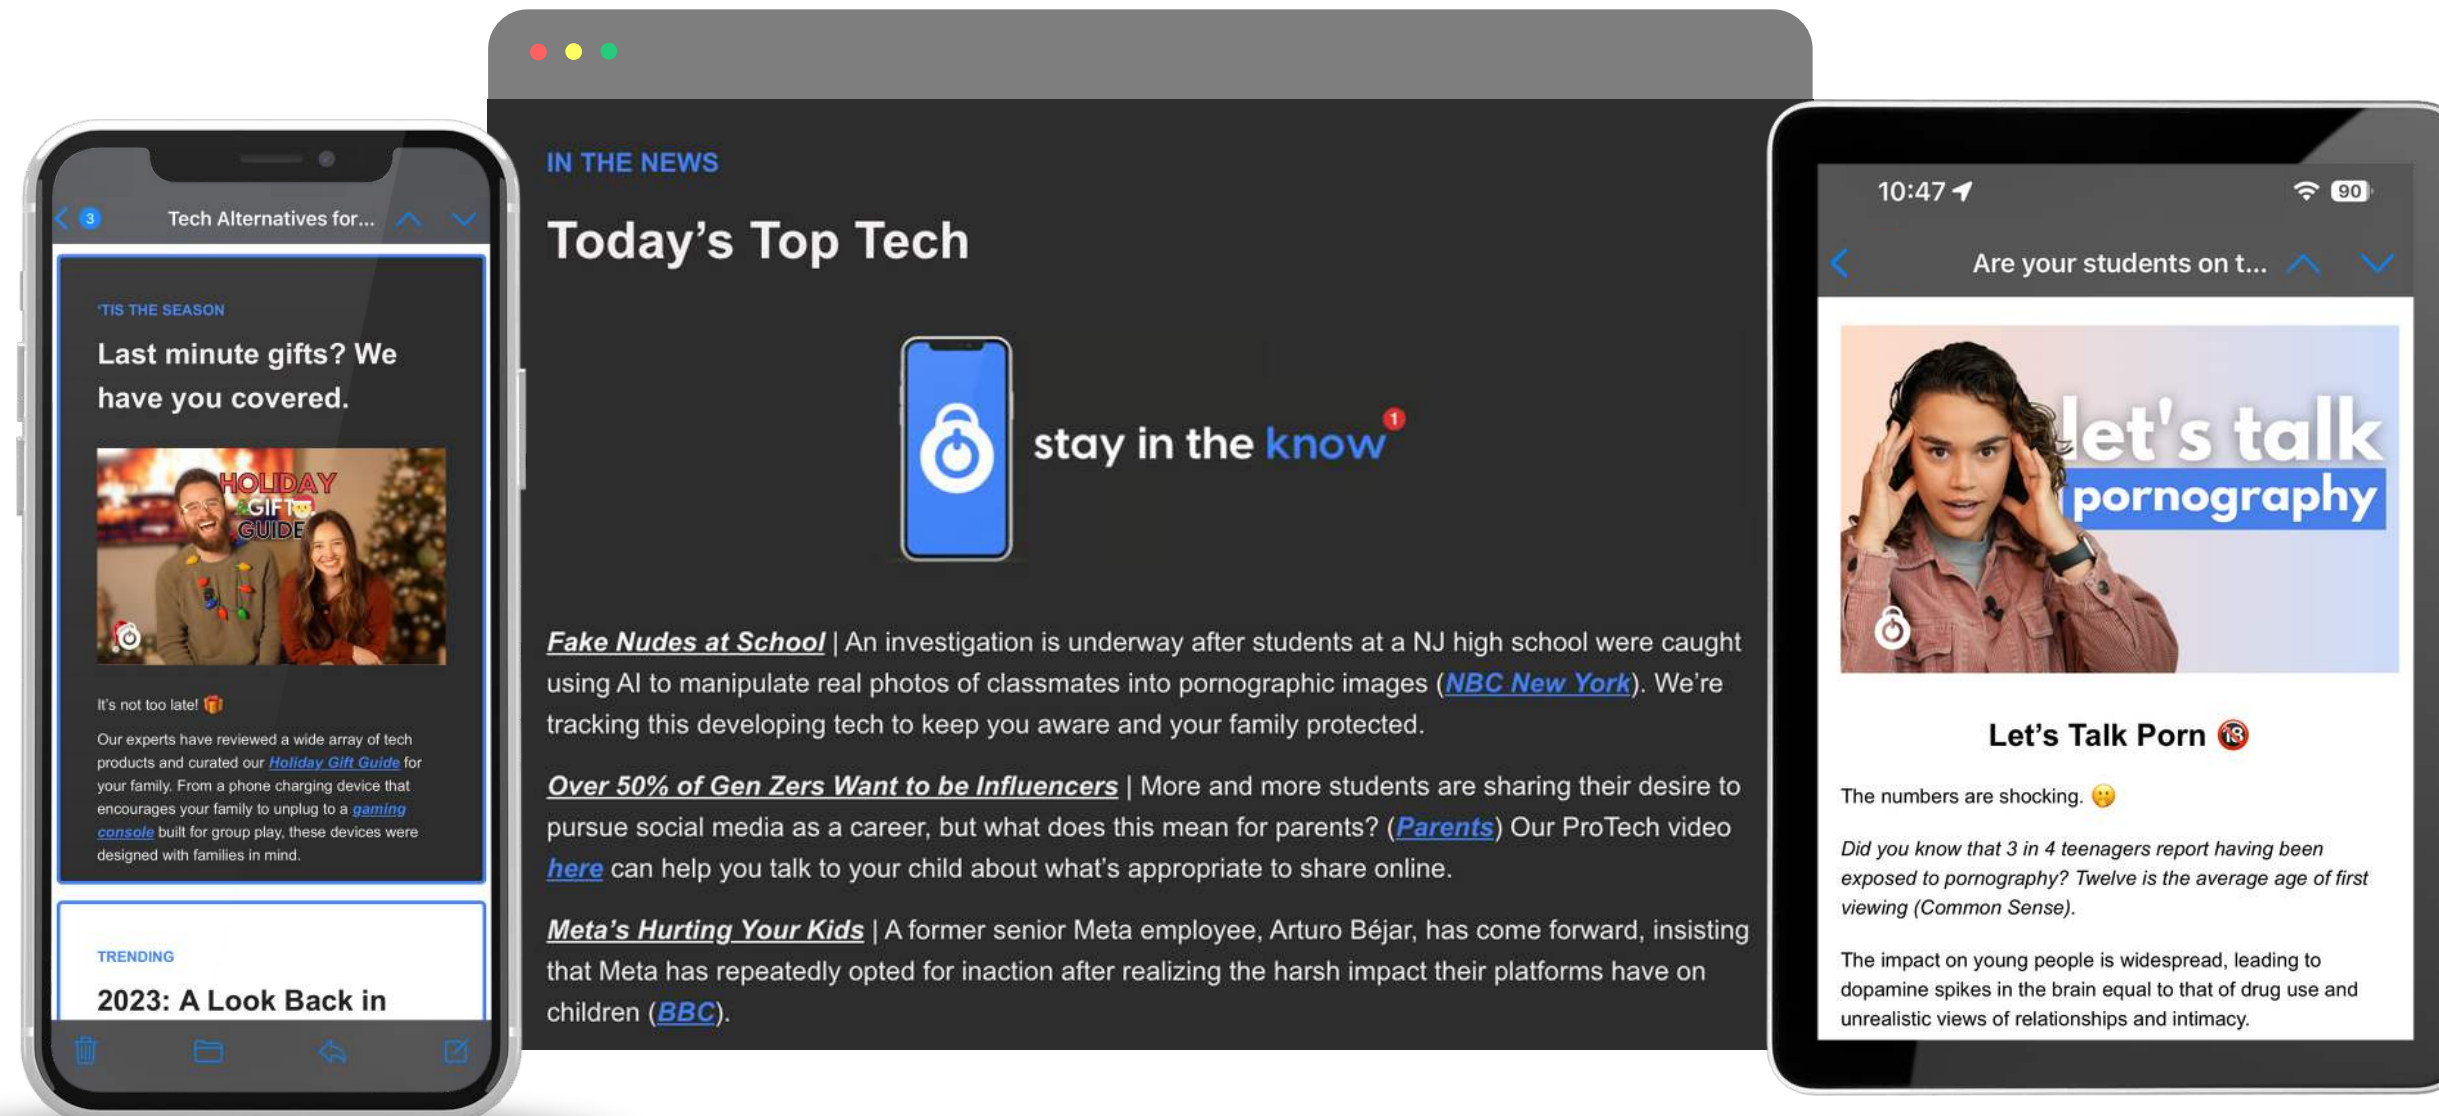 3
Tech Alternatives for...
'TIS THE SEASON
Last minute gifts? We
have you covered.
HOLIDAY
GIFT
GUIDE
It's not too late! 🎁
Our experts have reviewed a wide array of tech
products and curated our Holiday Gift Guide for
your family. From a phone charging device that
encourages your family to unplug to a gaming
console built for group play, these devices were
designed with families in mind.
TRENDING
2023: A Look Back in
IN THE NEWS
Today's Top Tech
stay in the know
1
Fake Nudes at School | An investigation is underway after students at a NJ high school were caught
using AI to manipulate real photos of classmates into pornographic images (NBC New York). We're
tracking this developing tech to keep you aware and your family protected.
Over 50% of Gen Zers Want to be Influencers | More and more students are sharing their desire to
pursue social media as a career, but what does this mean for parents? (Parents) Our ProTech video
here can help you talk to your child about what's appropriate to share online.
Meta's Hurting Your Kids | A former senior Meta employee, Arturo Béjar, has come forward, insisting
that Meta has repeatedly opted for inaction after realizing the harsh impact their platforms have on
children (BBC).
10:47
90
Are your students on t...
let's talk
pornography
Let's Talk Porn 🔞
The numbers are shocking. 🤭
Did you know that 3 in 4 teenagers report having been
exposed to pornography? Twelve is the average age of first
viewing (Common Sense).
The impact on young people is widespread, leading to
dopamine spikes in the brain equal to that of drug use and
unrealistic views of relationships and intimacy.